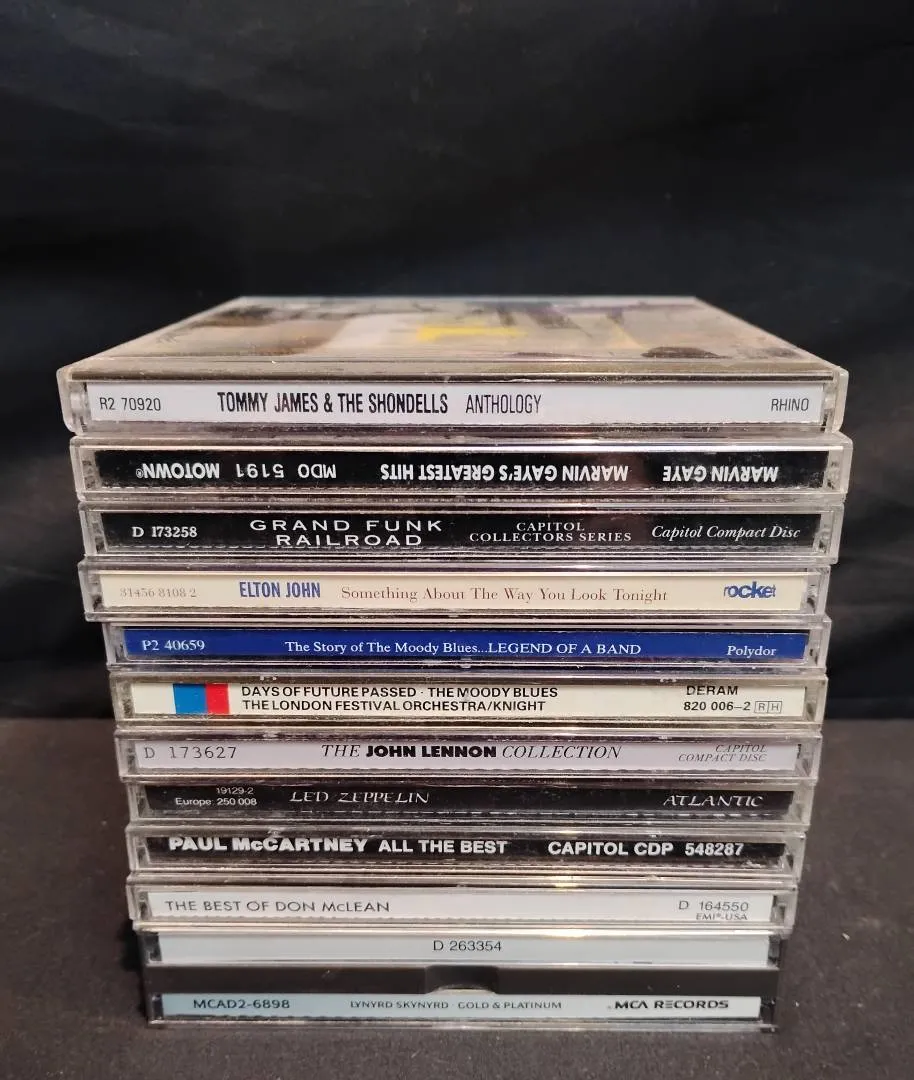 R2 70920 TOMMY JAMES & THE SHONDELLS ANTHOLOGY RHINO
MARVIN GAYE MARVIN GAYE'S GREATEST HITS MDO 5191 MOTOWN®
D 173258 GRAND FUNK RAILROAD CAPITOL COLLECTORS SERIES Capitol Compact Disc
31456 8108 2 ELTON JOHN Something About The Way You Look Tonight rocket
P2 40659 The Story of The Moody Blues...LEGEND OF A BAND Polydor
DAYS OF FUTURE PASSED · THE MOODY BLUES DERAM
THE LONDON FESTIVAL ORCHESTRA/KNIGHT 820 006–2 RH
D 173627 THE JOHN LENNON COLLECTION CAPITOL COMPACT DISC
19129-2
Europe: 250 008 LED ZEPPELIN ATLANTIC
PAUL McCARTNEY ALL THE BEST CAPITOL CDP 548287
THE BEST OF DON McLEAN D 164550
EMI®-USA
D 263354
MCAD2-6898 LYNYRD SKYNYRD · GOLD & PLATINUM MCA RECORDS